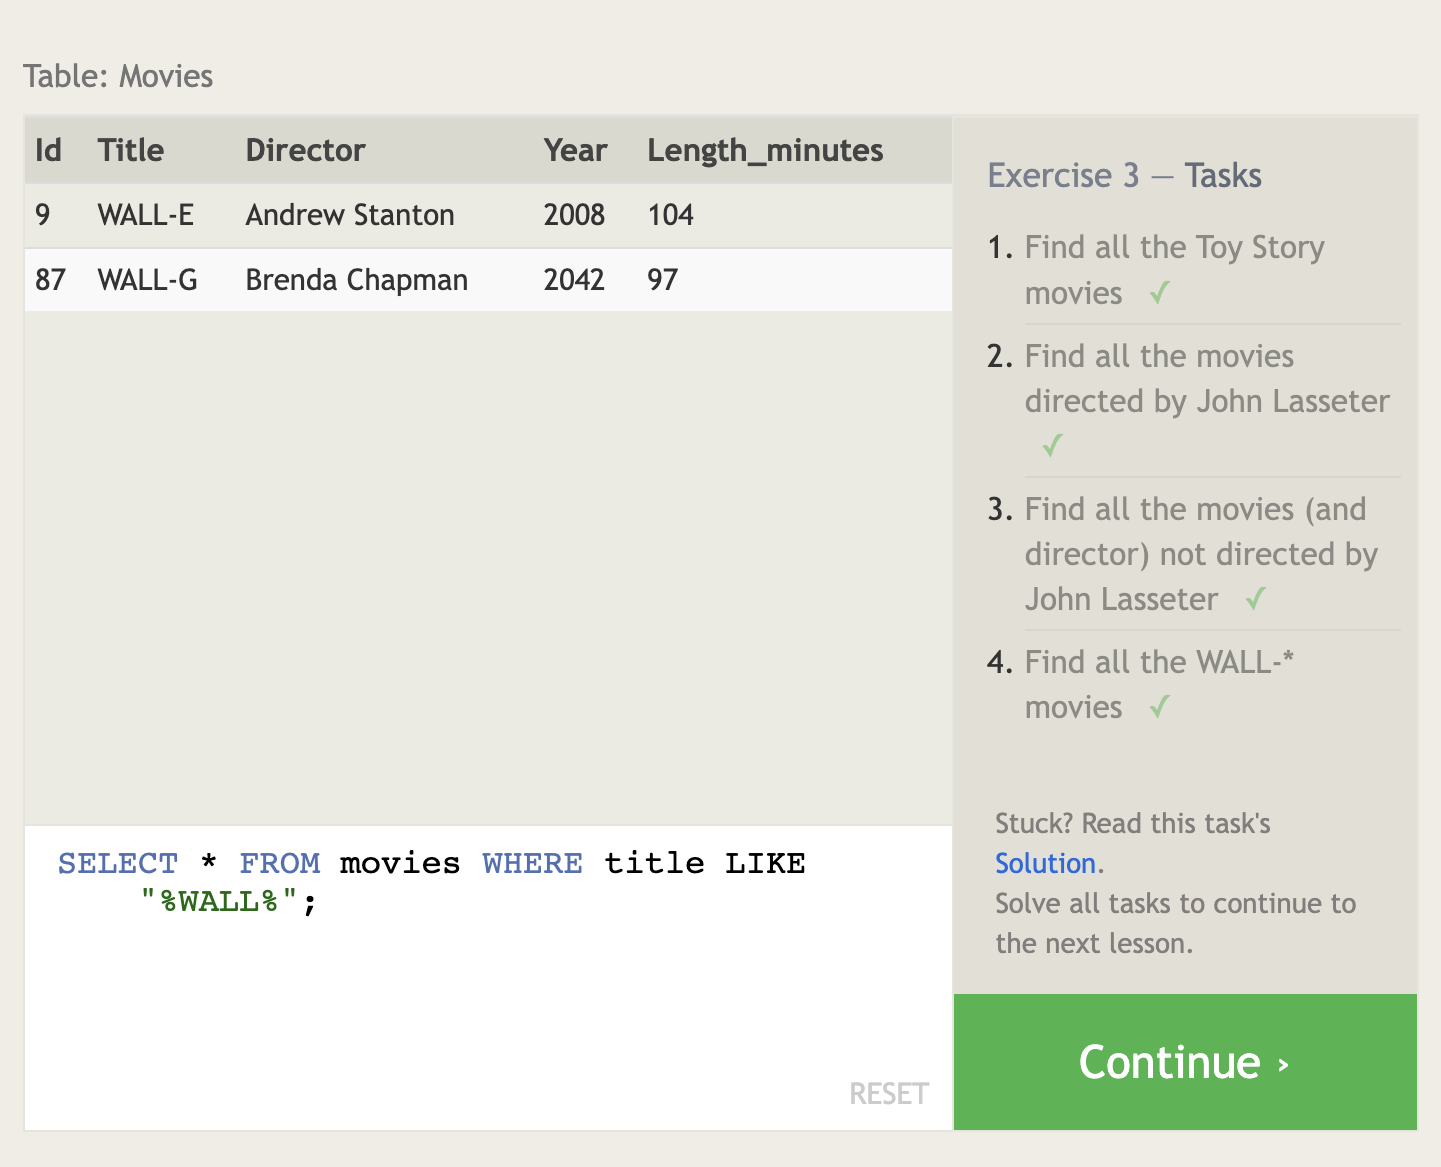 Table: Movies
Id Title Director Year Length_minutes
9 WALL-E Andrew Stanton 2008 104
87 WALL-G Brenda Chapman 2042 97
SELECT * FROM movies WHERE title LIKE
"%WALL%";
RESET
Exercise 3 — Tasks
1. Find all the Toy Story
movies ✓
2. Find all the movies
directed by John Lasseter
✓
3. Find all the movies (and
director) not directed by
John Lasseter ✓
4. Find all the WALL-*
movies ✓
Stuck? Read this task's
Solution.
Solve all tasks to continue to
the next lesson.
Continue ›